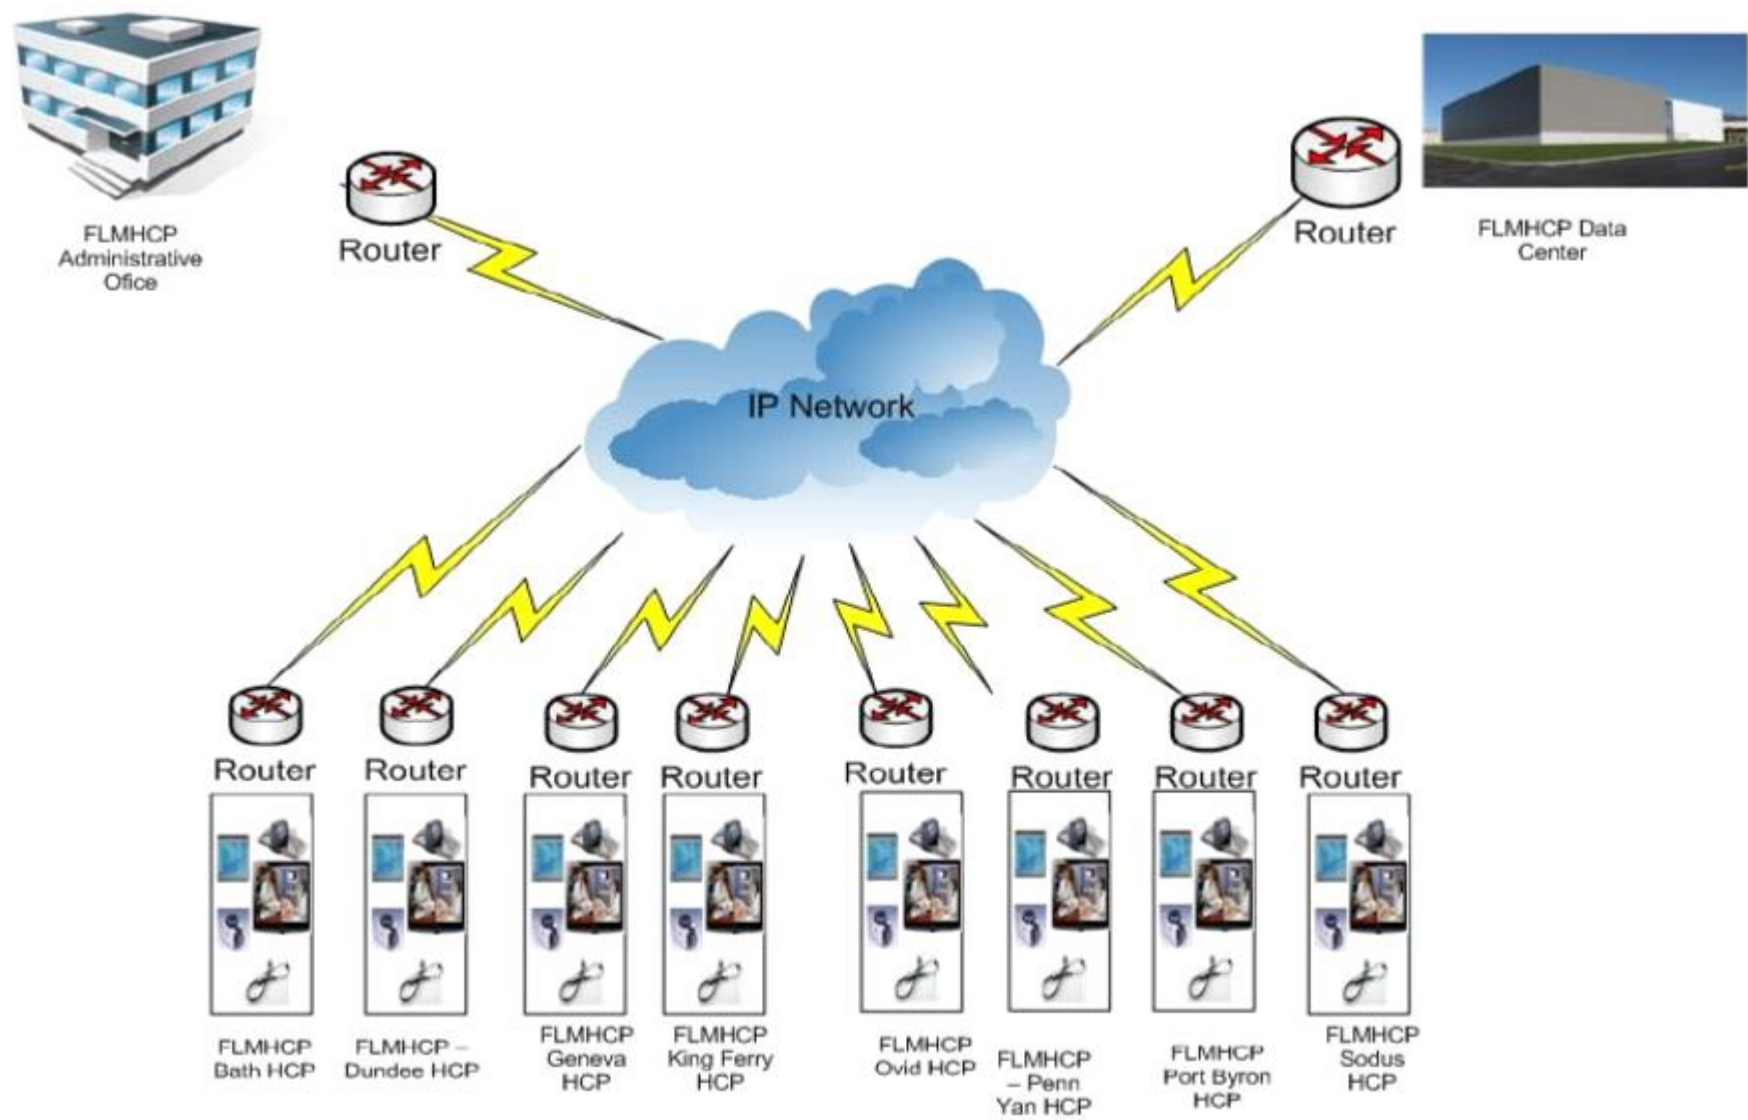 FLMHCP
Administrative
Ofice
Router
Router
FLMHCP Data
Center
IP Network
Router
Router
Router
Router
Router
Router
Router
Router
FLMHCP
Bath HCP
FLMHCP –
Dundee HCP
FLMHCP
Geneva
HCP
FLMHCP
King Ferry
HCP
FLMHCP
Ovid HCP
FLMHCP
– Penn
Yan HCP
FLMHCP
Port Byron
HCP
FLMHCP
Sodus
HCP